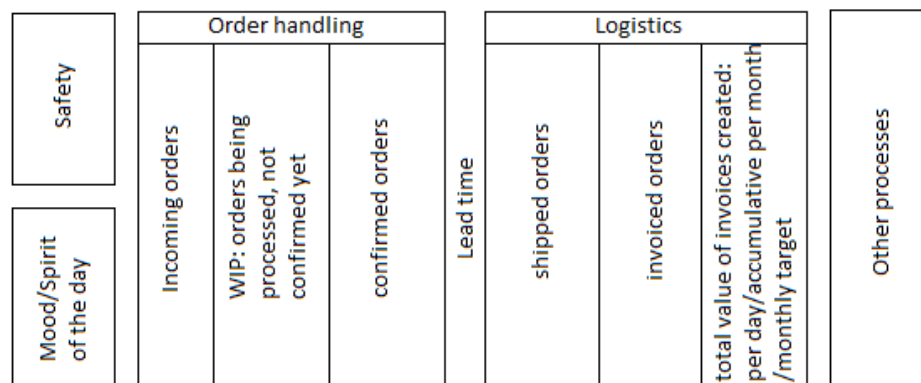 Safety
Mood/Spirit
of the day
Order handling
Incoming orders
WIP: orders being
processed, not
confirmed yet
confirmed orders
Lead time
Logistics
shipped orders
invoiced orders
total value of invoices created:
per day/accumulative per month
/monthly target
Other processes